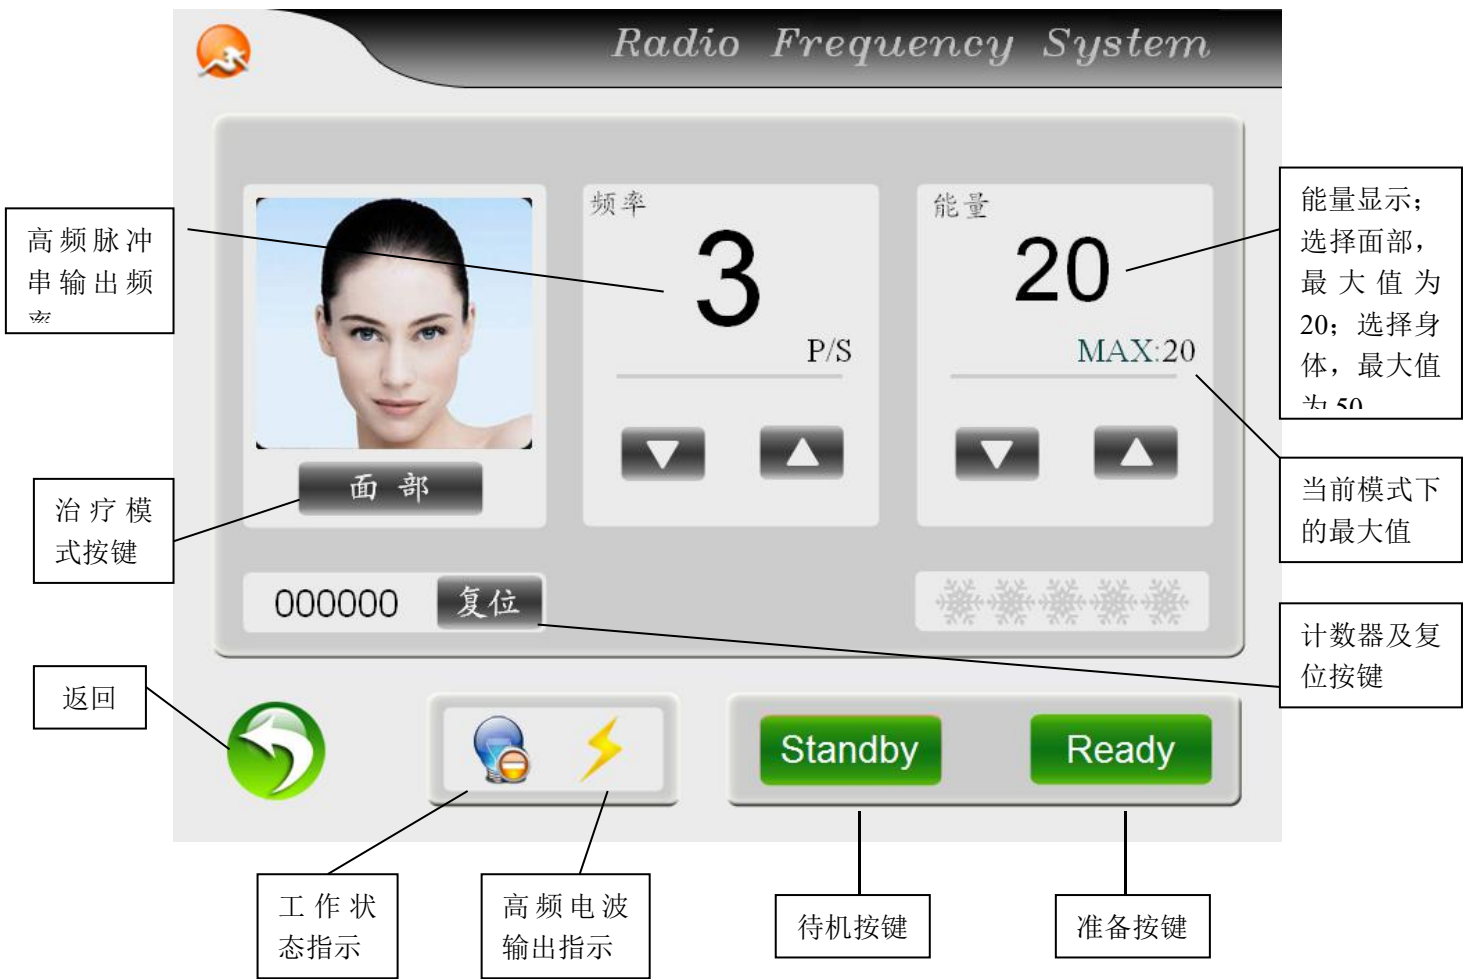 Radio Frequency System
高频脉冲
串输出频
率
频率
3
P/S
能量
20
MAX:20
能量显示；
选择面部，
最大值为
20；选择身
体，最大值
为 50
面 部
治疗模
式按键
当前模式下
的最大值
000000
复位
计数器及复
位按键
返回
Standby
Ready
工作状
态指示
高频电波
输出指示
待机按键
准备按键